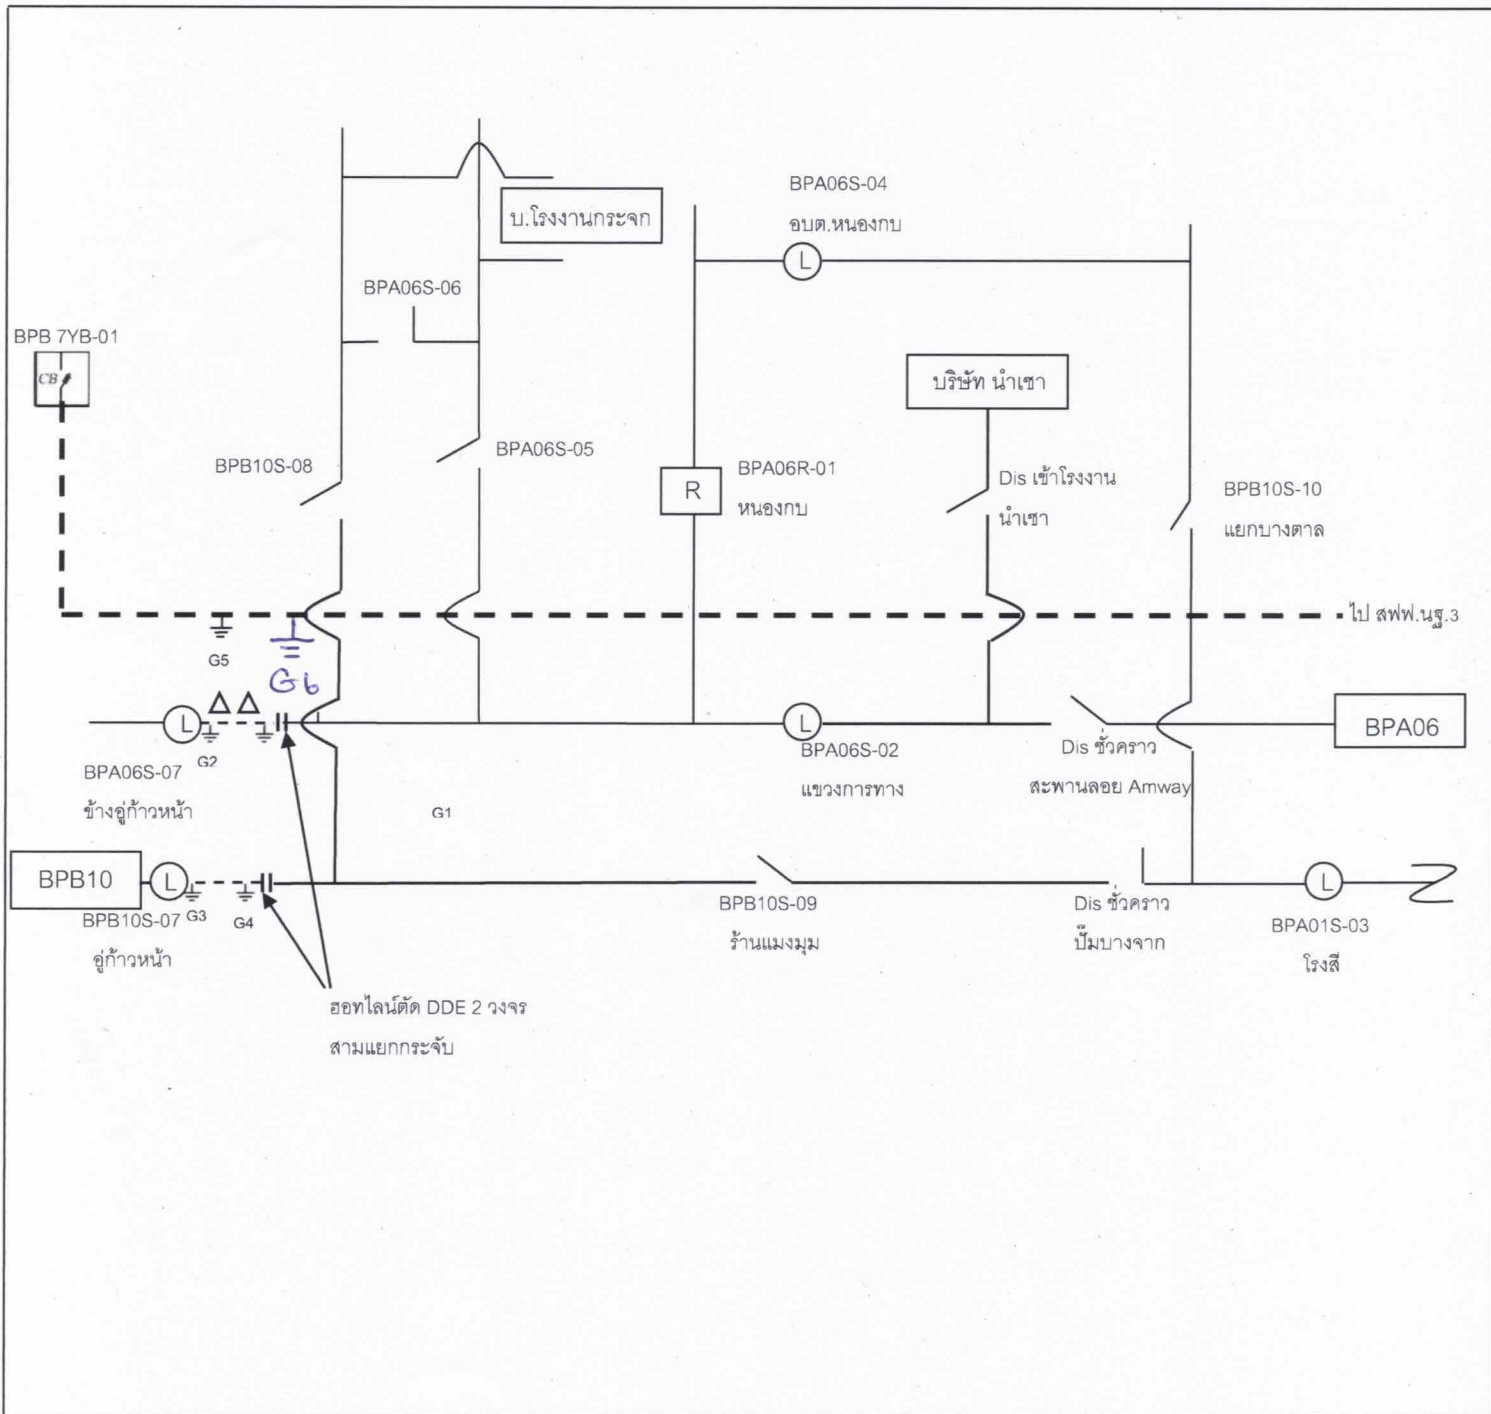 BPA06S-04
อบต.หนองกบ
L
บ.โรงงานกระจก
BPA06S-06
BPB 7YB-01
CB
บริษัท นำเชา
BPB10S-08
BPA06S-05
R
BPA06R-01
หนองกบ
Dis เข้าโรงงาน
นำเชา
BPB10S-10
แยกบางตาล
ไป สฟฟ.นฐ.3
G5
G6
L
G2
BPA06S-07
ข้างอู่ก้าวหน้า
L
BPA06S-02
แขวงการทาง
Dis ชั่วคราว
สะพานลอย Amway
BPA06
G1
BPB10
L
G3
G4
BPB10S-07
อู่ก้าวหน้า
BPB10S-09
ร้านแมงมุม
Dis ชั่วคราว
ปั๊มบางจาก
L
BPA01S-03
โรงสี
ฮอทไลน์ตัด DDE 2 วงจร
สามแยกกระจับ